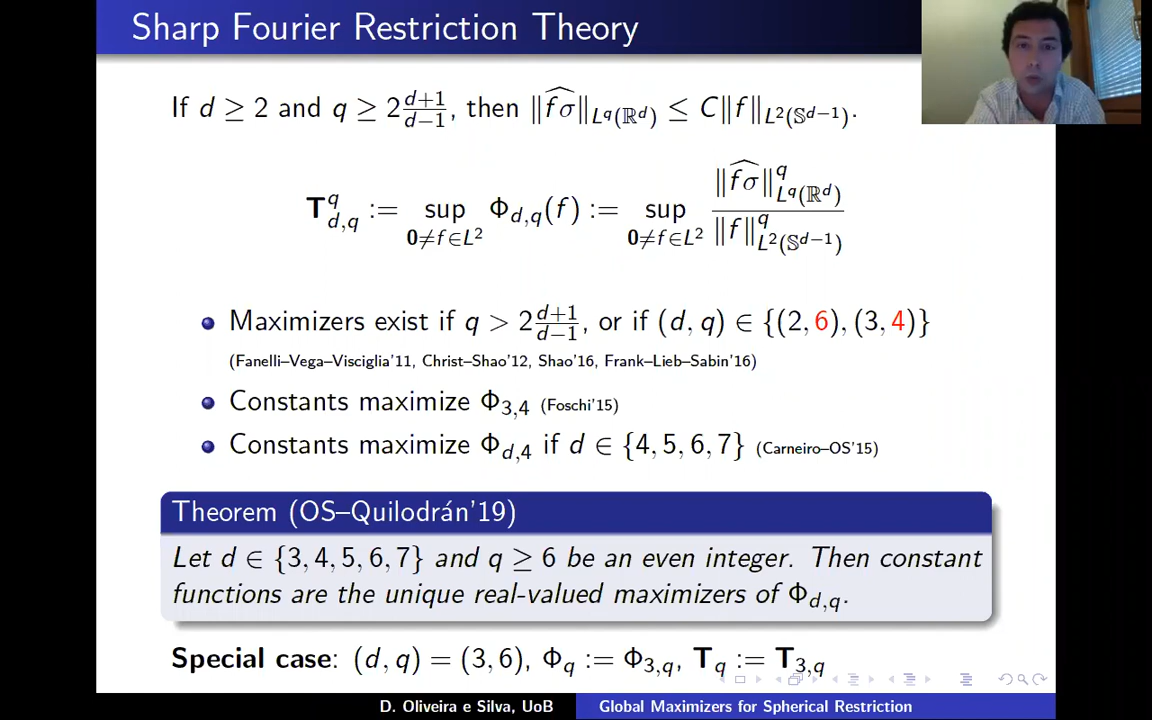 Sharp Fourier Restriction Theory
If d ≥ 2 and q ≥ 2\frac{d+1}{d−1}, then ‖\widehat{fσ}‖_{L^q(ℝ^d)} ≤ C‖f‖_{L^2(𝕊^{d−1})}.
𝐓^q_{d,q} := \sup_{𝟎≠f∈L^2} Φ_{d,q}(f) := \sup_{𝟎≠f∈L^2} \frac{‖\widehat{fσ}‖^q_{L^q(ℝ^d)}}{‖f‖^q_{L^2(𝕊^{d−1})}}
Maximizers exist if q > 2\frac{d+1}{d−1}, or if (d, q) ∈ {(2, 6), (3, 4)}
(Fanelli–Vega–Visciglia'11, Christ–Shao'12, Shao'16, Frank–Lieb–Sabin'16)
Constants maximize Φ_{3,4} (Foschi'15)
Constants maximize Φ_{d,4} if d ∈ {4, 5, 6, 7} (Carneiro–OS'15)
Theorem (OS–Quilodrán'19)
Let d ∈ {3, 4, 5, 6, 7} and q ≥ 6 be an even integer. Then constant
functions are the unique real-valued maximizers of Φ_{d,q}.
Special case: (d, q) = (3, 6), Φ_q := Φ_{3,q}, 𝐓_q := 𝐓_{3,q}
D. Oliveira e Silva, UoB Global Maximizers for Spherical Restriction